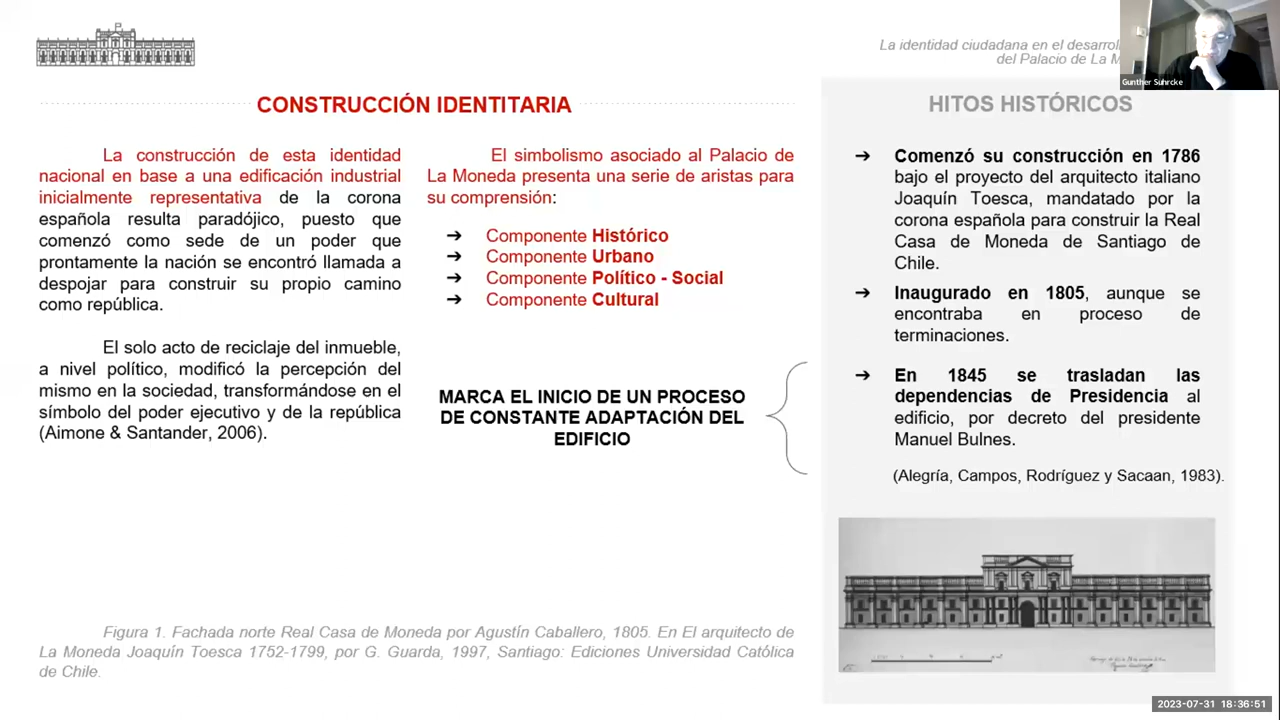 La identidad ciudadana en el desarrol
del Palacio de La M
Gunther Suhrcke
CONSTRUCCIÓN IDENTITARIA
La construcción de esta identidad
nacional en base a una edificación industrial
inicialmente representativa de la corona
española resulta paradójico, puesto que
comenzó como sede de un poder que
prontamente la nación se encontró llamada a
despojar para construir su propio camino
como república.
El solo acto de reciclaje del inmueble,
a nivel político, modificó la percepción del
mismo en la sociedad, transformándose en el
símbolo del poder ejecutivo y de la república
(Aimone & Santander, 2006).
El simbolismo asociado al Palacio de
La Moneda presenta una serie de aristas para
su comprensión:
➔ Componente Histórico
➔ Componente Urbano
➔ Componente Político - Social
➔ Componente Cultural
MARCA EL INICIO DE UN PROCESO
DE CONSTANTE ADAPTACIÓN DEL
EDIFICIO
HITOS HISTÓRICOS
➔ Comenzó su construcción en 1786
bajo el proyecto del arquitecto italiano
Joaquín Toesca, mandatado por la
corona española para construir la Real
Casa de Moneda de Santiago de
Chile.
➔ Inaugurado en 1805, aunque se
encontraba en proceso de
terminaciones.
➔ En 1845 se trasladan las
dependencias de Presidencia al
edificio, por decreto del presidente
Manuel Bulnes.
(Alegría, Campos, Rodríguez y Sacaan, 1983).
Figura 1. Fachada norte Real Casa de Moneda por Agustín Caballero, 1805. En El arquitecto de
La Moneda Joaquín Toesca 1752-1799, por G. Guarda, 1997, Santiago: Ediciones Universidad Católica
de Chile.
2023-07-31 18:36:51